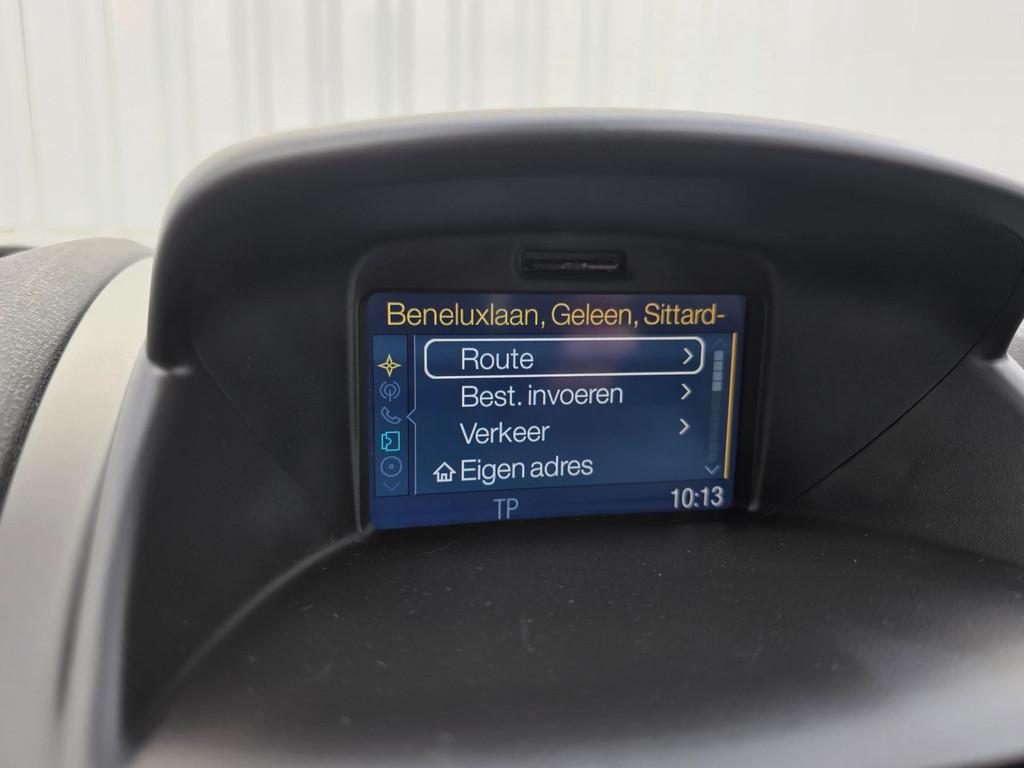 Beneluxlaan, Geleen, Sittard-
Route
Best. invoeren
Verkeer
Eigen adres
TP 10:13